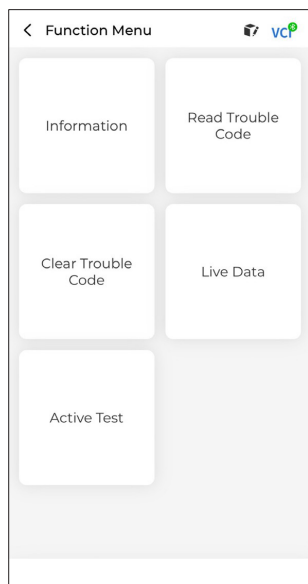 Function Menu
VCI
Information
Read Trouble
Code
Clear Trouble
Code
Live Data
Active Test